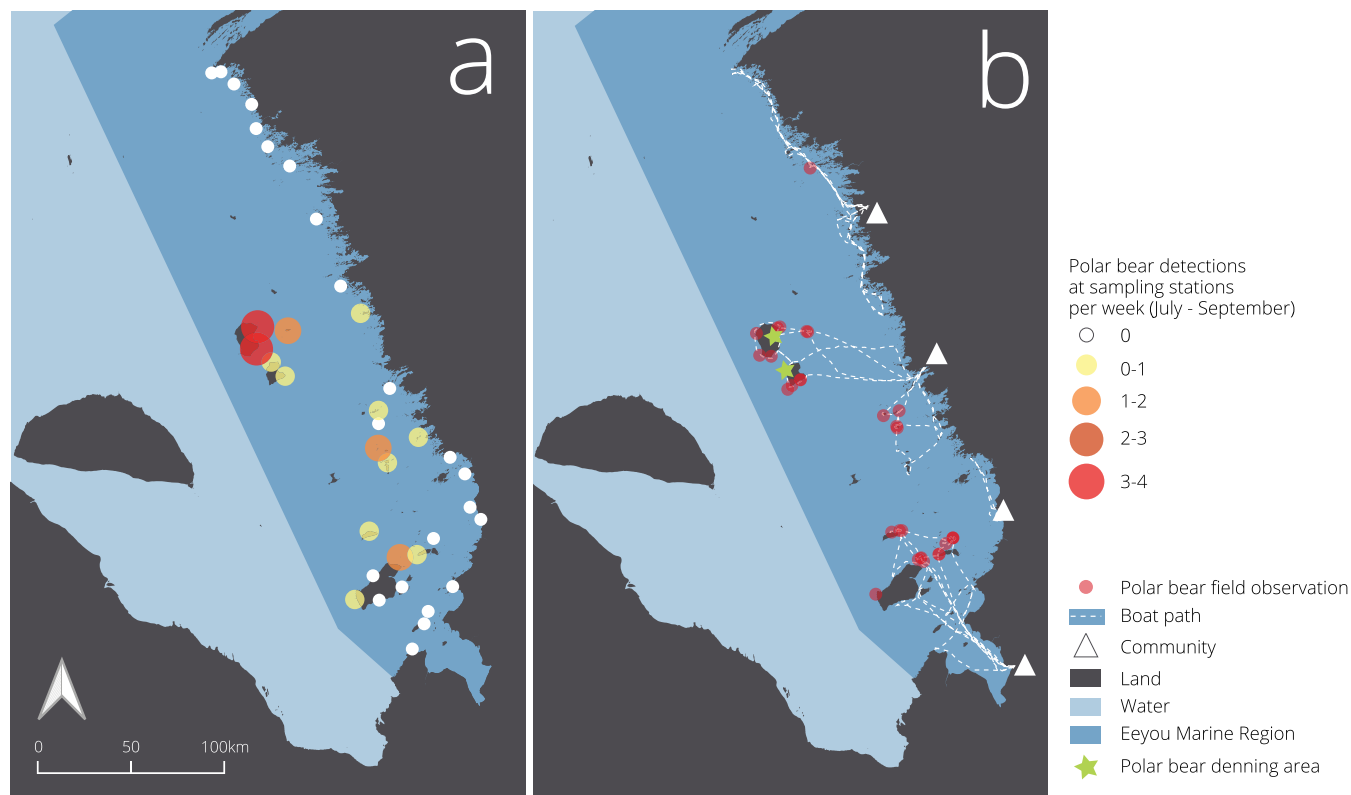 a
b
0
50
100km
Polar bear detections
at sampling stations
per week (July - September)
0
0-1
1-2
2-3
3-4
Polar bear field observation
Boat path
Community
Land
Water
Eeyou Marine Region
Polar bear denning area